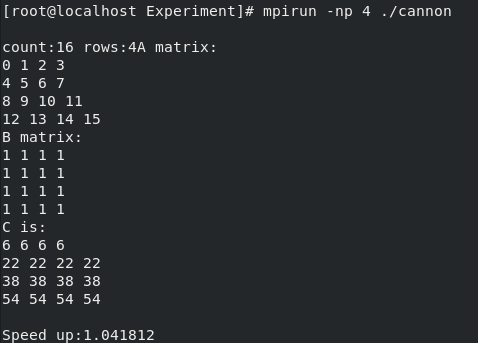 [root@localhost Experiment]# mpirun -np 4 ./cannon
count:16 rows:4A matrix:
0 1 2 3
4 5 6 7
8 9 10 11
12 13 14 15
B matrix:
1 1 1 1
1 1 1 1
1 1 1 1
1 1 1 1
C is:
6 6 6 6
22 22 22 22
38 38 38 38
54 54 54 54
Speed up:1.041812